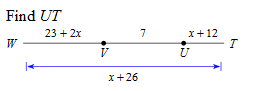 Find UT
23 + 2x 7 x + 12
W V U T
x + 26